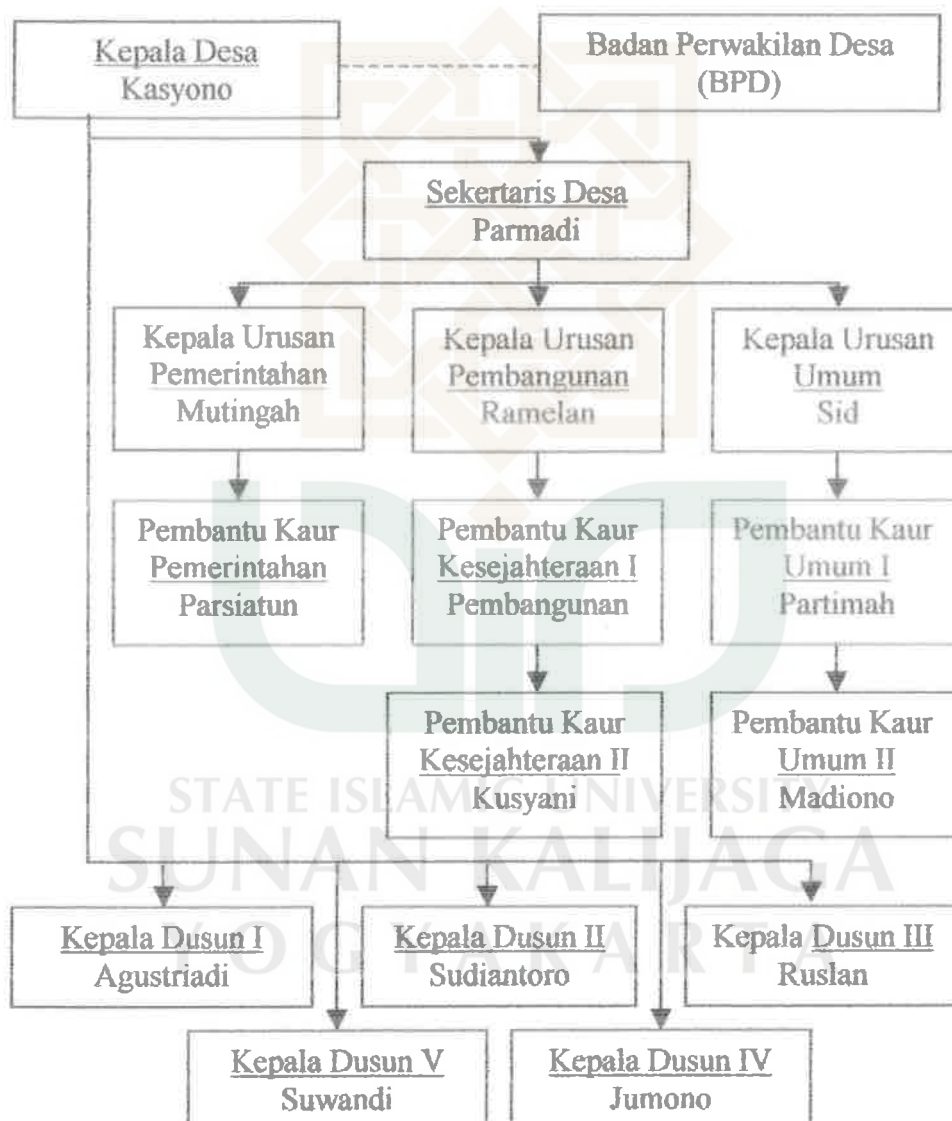 Kepala Desa
Kasyono
Badan Perwakilan Desa
(BPD)
Sekertaris Desa
Parmadi
Kepala Urusan
Pemerintahan
Mutingah
Kepala Urusan
Pembangunan
Ramelan
Kepala Urusan
Umum
Sid
Pembantu Kaur
Pemerintahan
Parsiatun
Pembantu Kaur
Kesejahteraan I
Pembangunan
Pembantu Kaur
Umum I
Partimah
Pembantu Kaur
Kesejahteraan II
Kusyani
Pembantu Kaur
Umum II
Madiono
STATE ISLAMIC UNIVERSITY
SUNAN KALIJAGA
YOGYAKARTA
Kepala Dusun I
Agustriadi
Kepala Dusun II
Sudiantoro
Kepala Dusun III
Ruslan
Kepala Dusun V
Suwandi
Kepala Dusun IV
Jumono